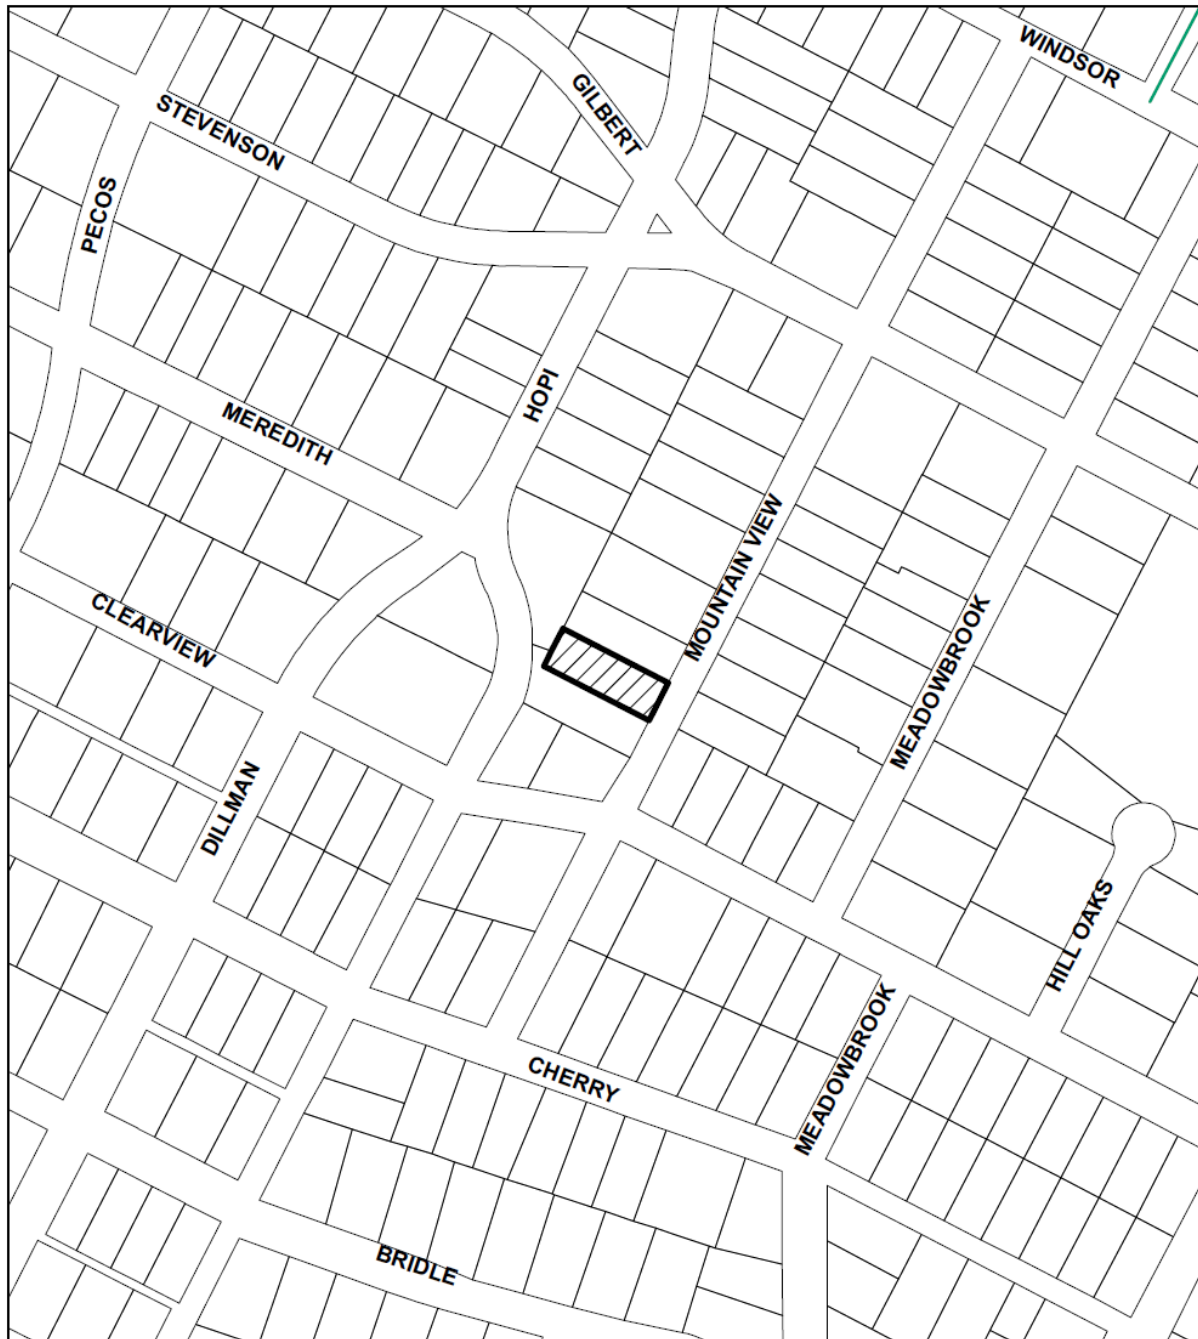 WINDSOR
GILBERT
STEVENSON
PECOS
HOPI
MEREDITH
MOUNTAIN VIEW
CLEARVIEW
MEADOWBROOK
DILLMAN
HILL OAKS
MEADOWBROOK
CHERRY
BRIDLE